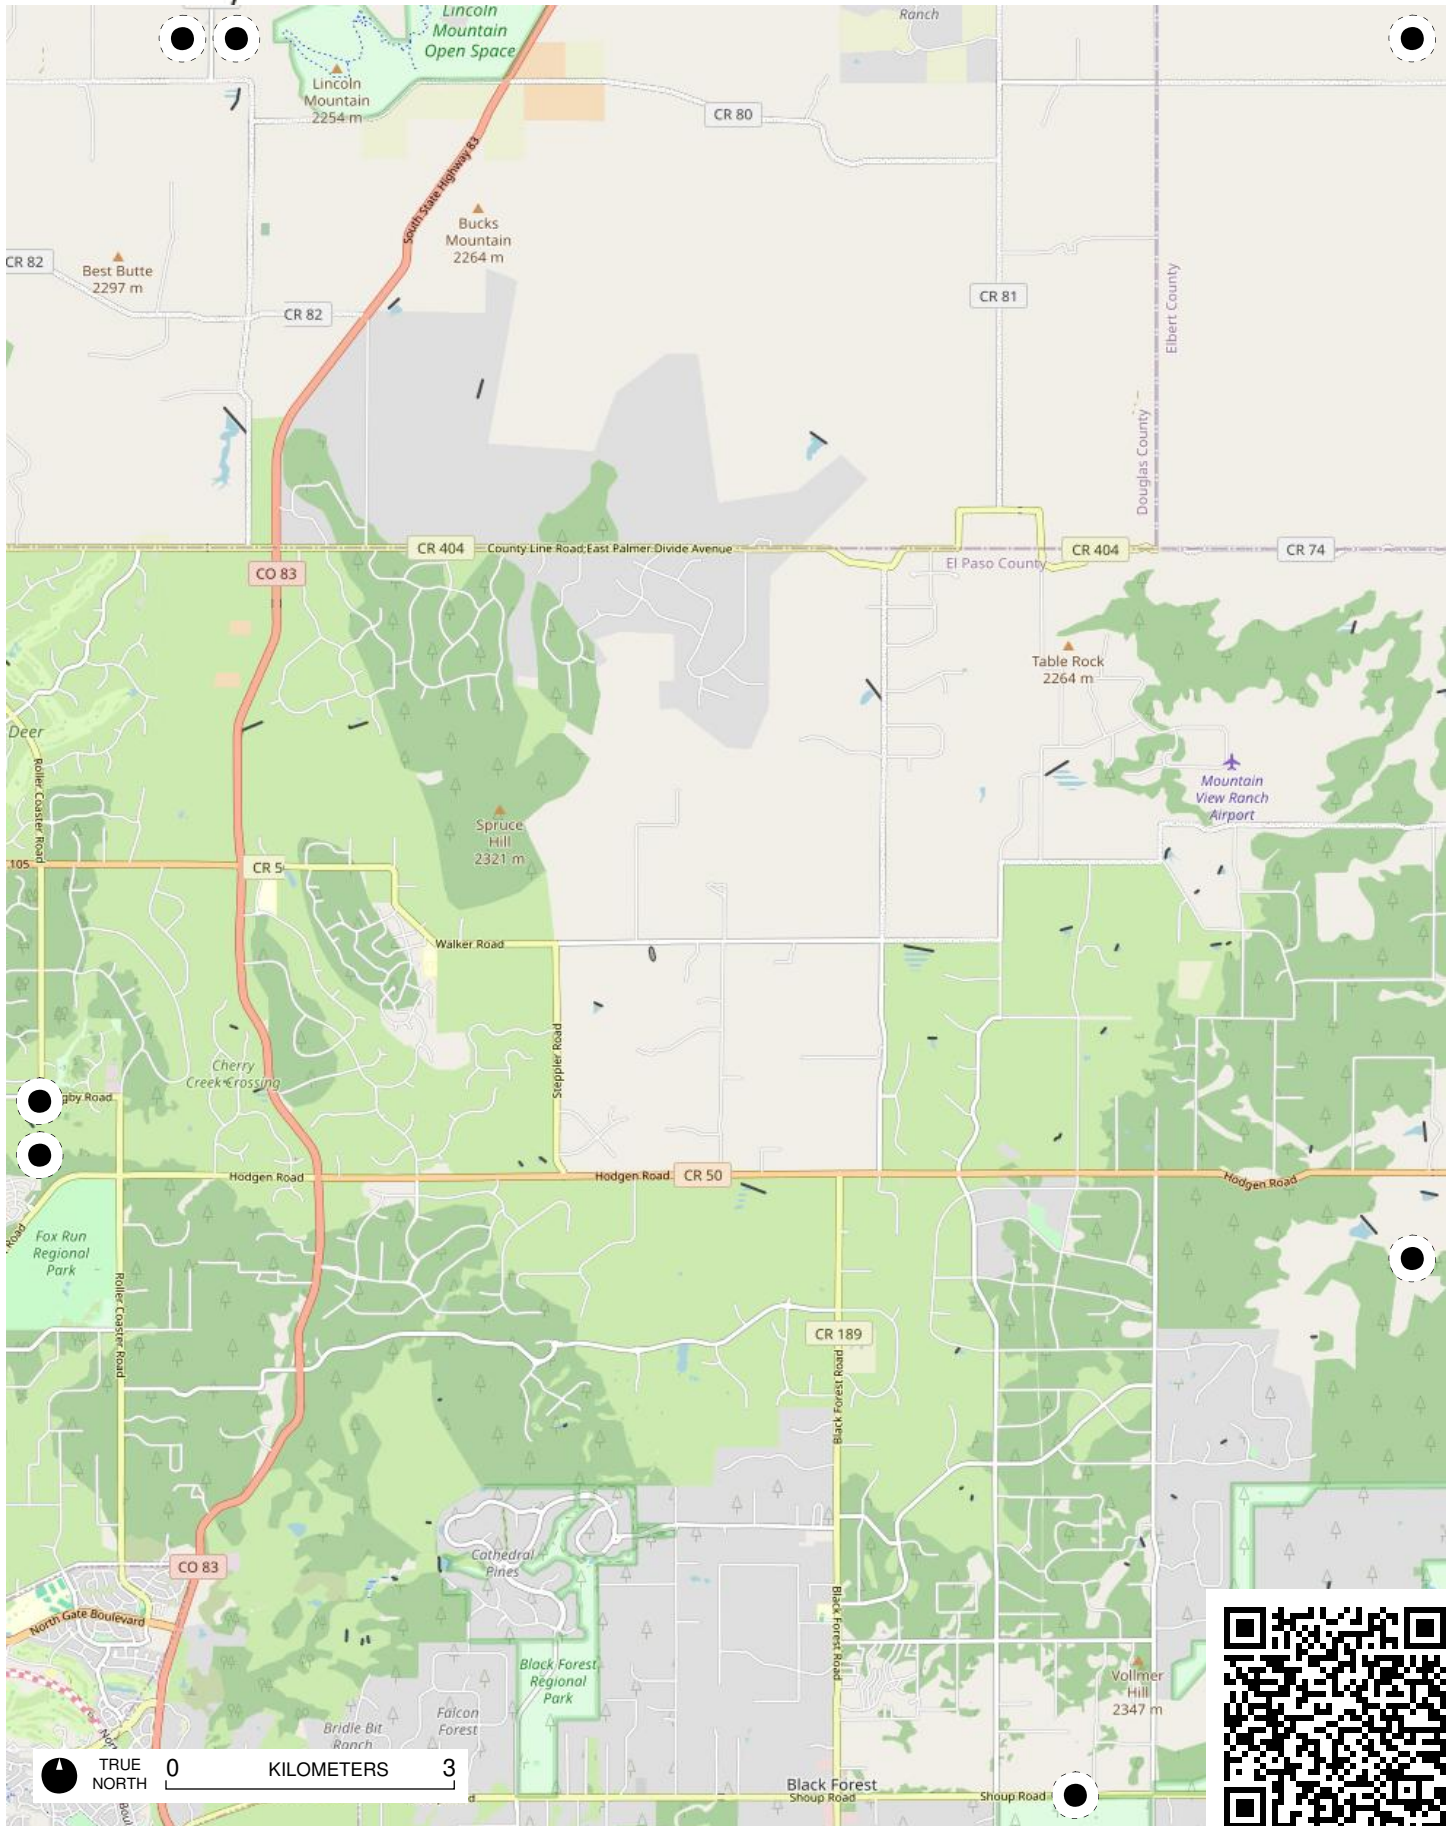 Lincoln
Mountain
Open Space
Ranch
Lincoln
Mountain
2254 m
CR 80
South State Highway 83
Bucks
Mountain
2264 m
CR 82
Best Butte
2297 m
CR 82
CR 81
Elbert County
Douglas County
CR 404
County Line Road;East Palmer Divide Avenue
CR 404
CR 74
El Paso County
CO 83
Table Rock
2264 m
Deer
Roller Coaster Road
Mountain
View Ranch
Airport
Spruce
Hill
2321 m
105
CR 5
Walker Road
Steppler Road
Cherry
Creek Crossing
gby Road
Hodgen Road
Hodgen Road
CR 50
Hodgen Road
Road
Fox Run
Regional
Park
Roller Coaster Road
CR 189
Black Forest Road
Cathedral
Pines
CO 83
North Gate Boulevard
Black Forest Road
Black Forest
Regional
Park
Vollmer
Hill
2347 m
Falcon
Forest
Bridle Bit
Ranch
TRUE
NORTH
0 KILOMETERS 3
Black Forest
Shoup Road
Shoup Road